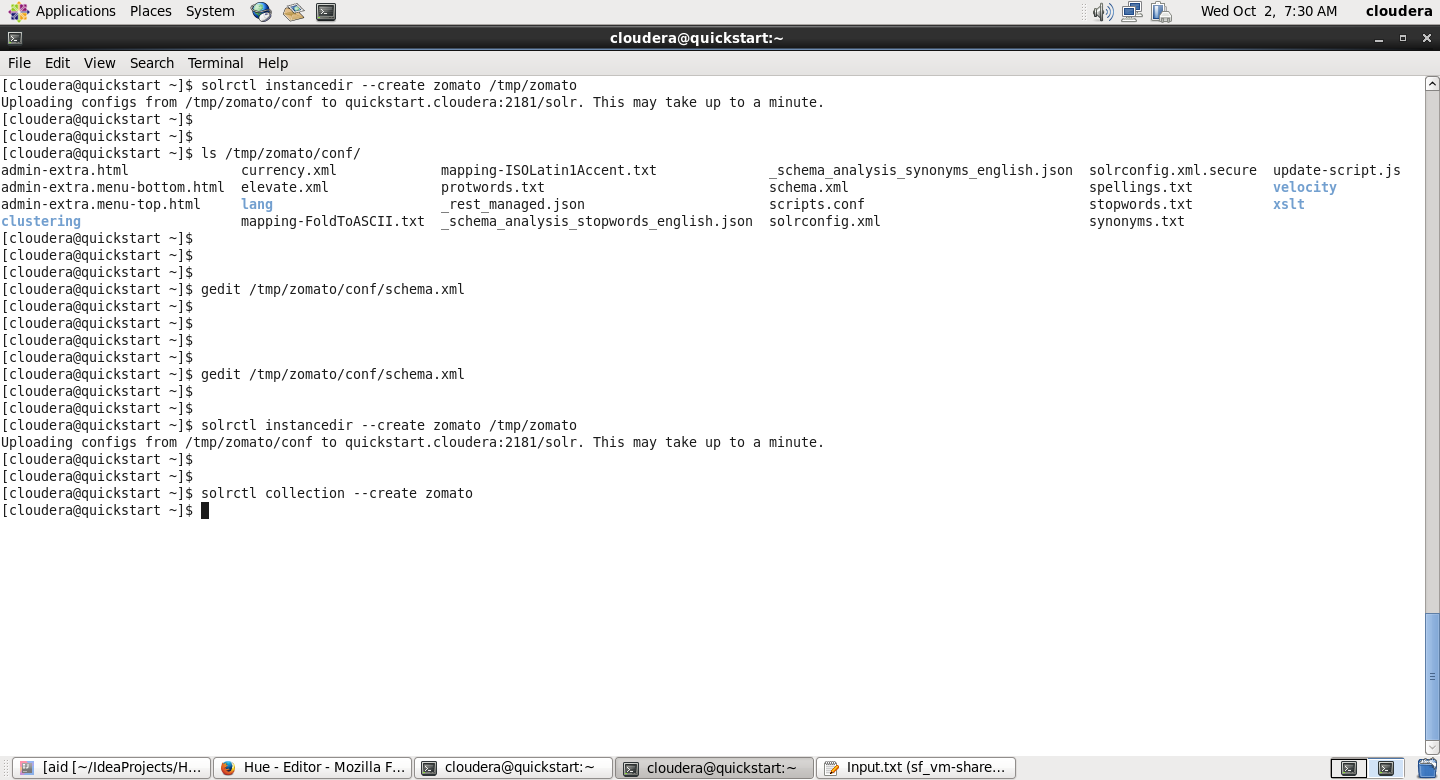 Applications Places System Wed Oct 2, 7:30 AM cloudera
cloudera@quickstart:~
File Edit View Search Terminal Help
[cloudera@quickstart ~]$ solrctl instancedir --create zomato /tmp/zomato
Uploading configs from /tmp/zomato/conf to quickstart.cloudera:2181/solr. This may take up to a minute.
[cloudera@quickstart ~]$
[cloudera@quickstart ~]$
[cloudera@quickstart ~]$ ls /tmp/zomato/conf/
admin-extra.html currency.xml mapping-ISOLatin1Accent.txt _schema_analysis_synonyms_english.json solrconfig.xml.secure update-script.js
admin-extra.menu-bottom.html elevate.xml protwords.txt schema.xml spellings.txt velocity
admin-extra.menu-top.html lang _rest_managed.json scripts.conf stopwords.txt xslt
clustering mapping-FoldToASCII.txt _schema_analysis_stopwords_english.json solrconfig.xml synonyms.txt
[cloudera@quickstart ~]$
[cloudera@quickstart ~]$
[cloudera@quickstart ~]$
[cloudera@quickstart ~]$ gedit /tmp/zomato/conf/schema.xml
[cloudera@quickstart ~]$
[cloudera@quickstart ~]$
[cloudera@quickstart ~]$
[cloudera@quickstart ~]$
[cloudera@quickstart ~]$ gedit /tmp/zomato/conf/schema.xml
[cloudera@quickstart ~]$
[cloudera@quickstart ~]$
[cloudera@quickstart ~]$ solrctl instancedir --create zomato /tmp/zomato
Uploading configs from /tmp/zomato/conf to quickstart.cloudera:2181/solr. This may take up to a minute.
[cloudera@quickstart ~]$
[cloudera@quickstart ~]$
[cloudera@quickstart ~]$ solrctl collection --create zomato
[cloudera@quickstart ~]$
[aid [~/IdeaProjects/H... Hue - Editor - Mozilla F... cloudera@quickstart:~ cloudera@quickstart:~ Input.txt (sf_vm-share...